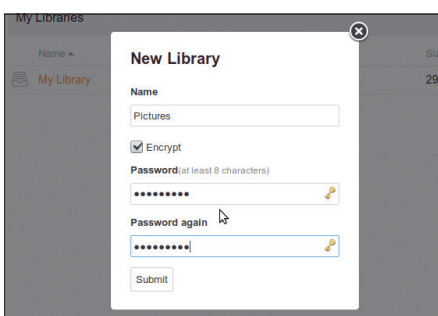 My Libraries
Name
Si
My Library
29
New Library
Name
Pictures
Encrypt
Password(at least 8 characters)
•••••••••
Password again
•••••••••
Submit